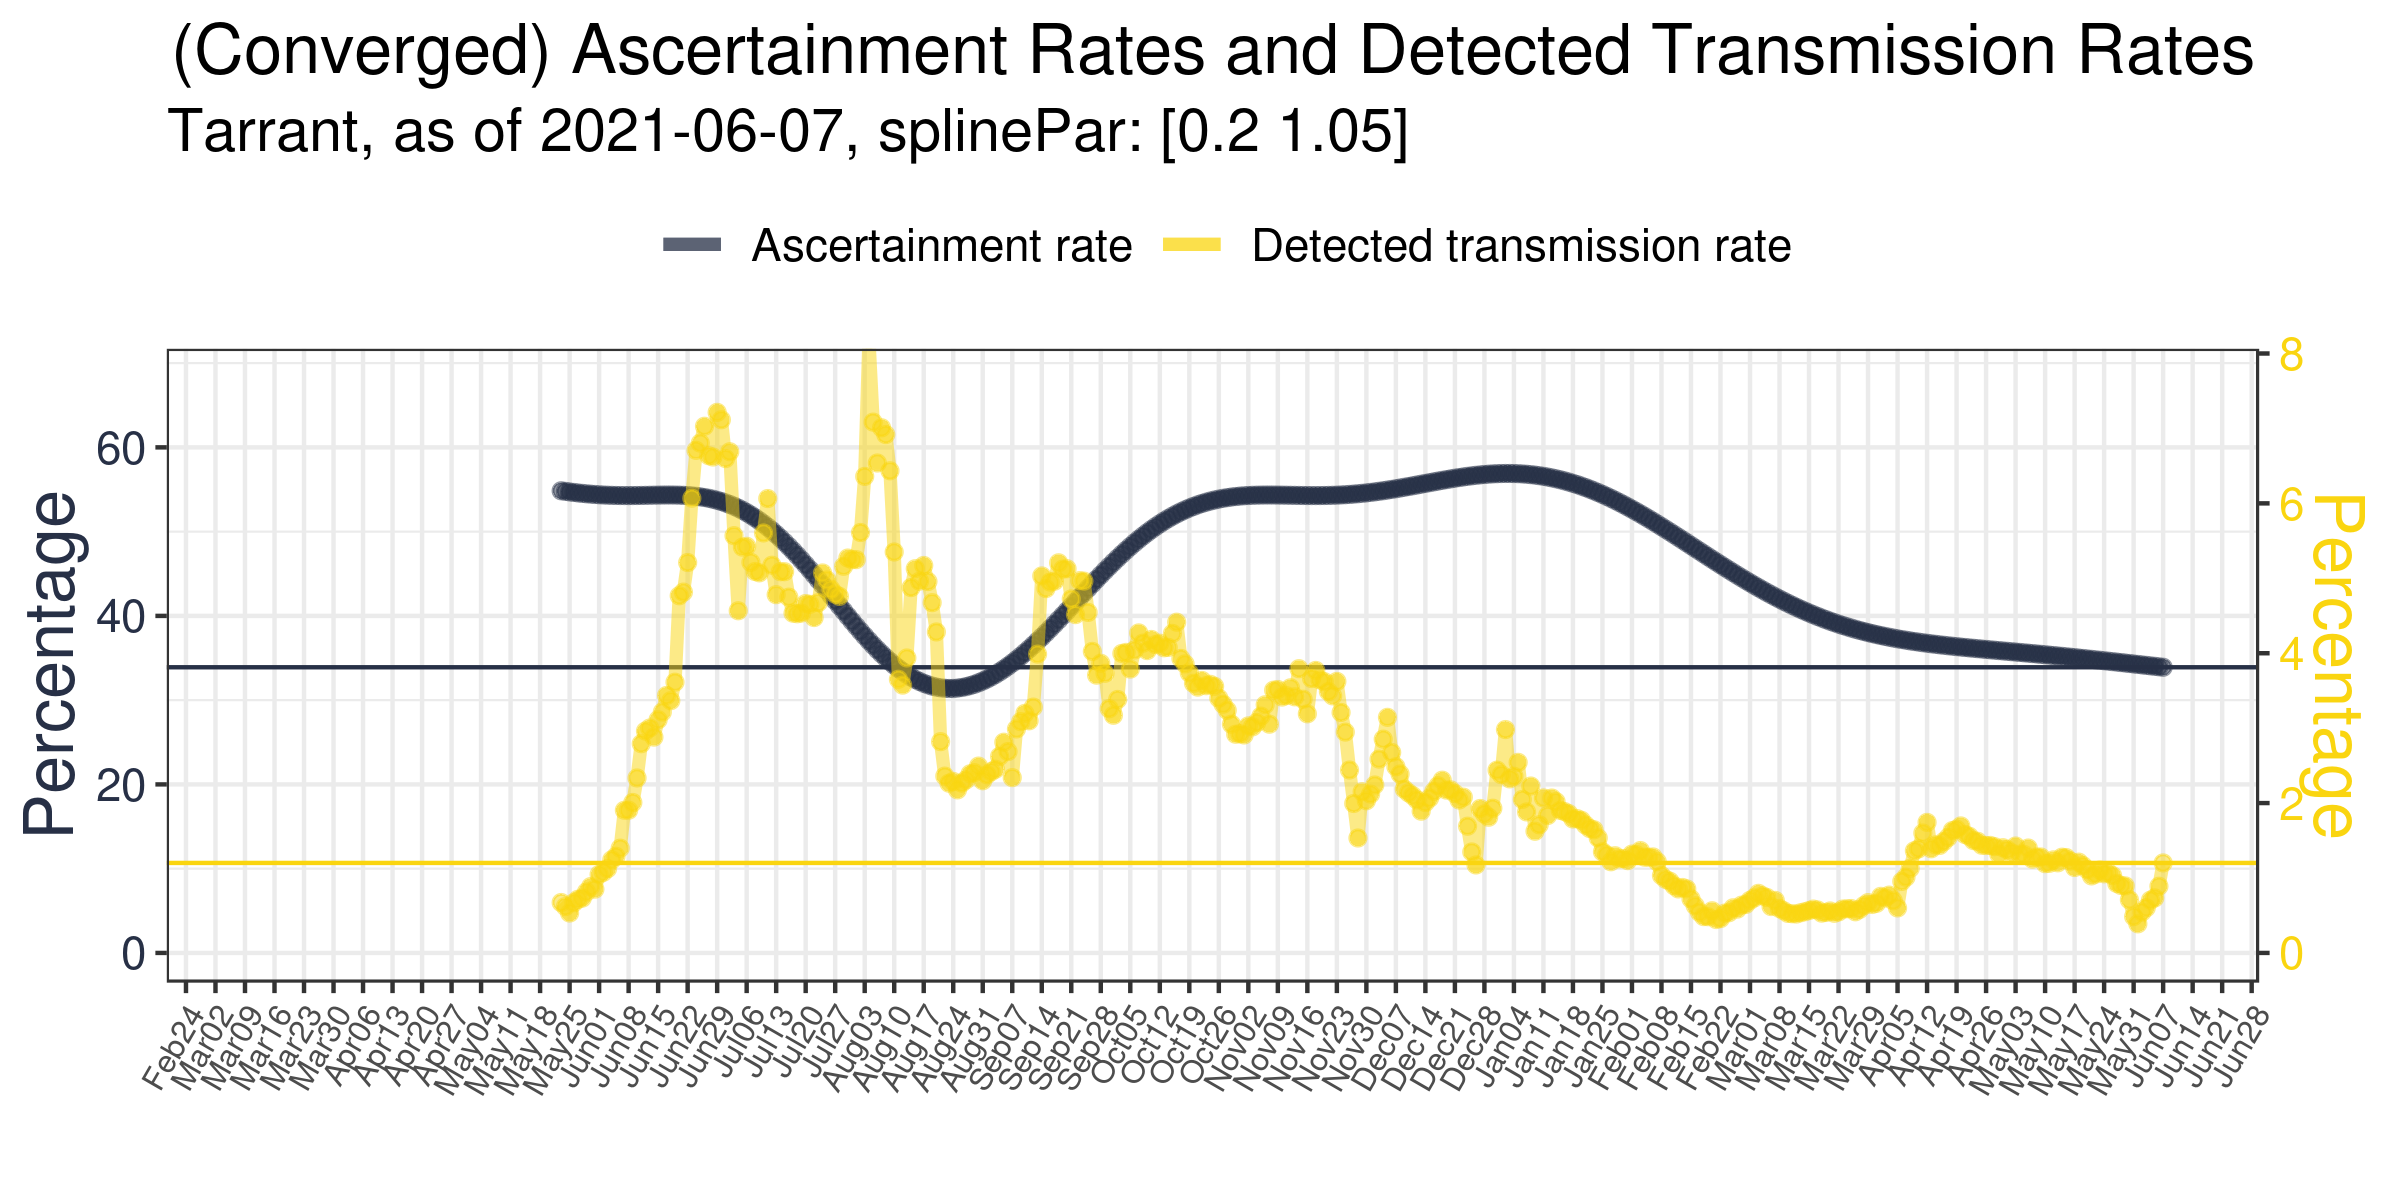 (Converged) Ascertainment Rates and Detected Transmission Rates
Tarrant, as of 2021-06-07, splinePar: [0.2 1.05]
Ascertainment rate
Detected transmission rate
Percentage
60
40
20
0
8
6
4
2
0
Percentage
Feb24
Mar02
Mar09
Mar16
Mar23
Mar30
Apr06
Apr13
Apr20
Apr27
May04
May11
May18
May25
Jun01
Jun08
Jun15
Jun22
Jun29
Jul06
Jul13
Jul20
Jul27
Aug03
Aug10
Aug17
Aug24
Aug31
Sep07
Sep14
Sep21
Sep28
Oct05
Oct12
Oct19
Oct26
Nov02
Nov09
Nov16
Nov23
Nov30
Dec07
Dec14
Dec21
Dec28
Jan04
Jan11
Jan18
Jan25
Feb01
Feb08
Feb15
Feb22
Mar01
Mar08
Mar15
Mar22
Mar29
Apr05
Apr12
Apr19
Apr26
May03
May10
May17
May24
May31
Jun07
Jun14
Jun21
Jun28